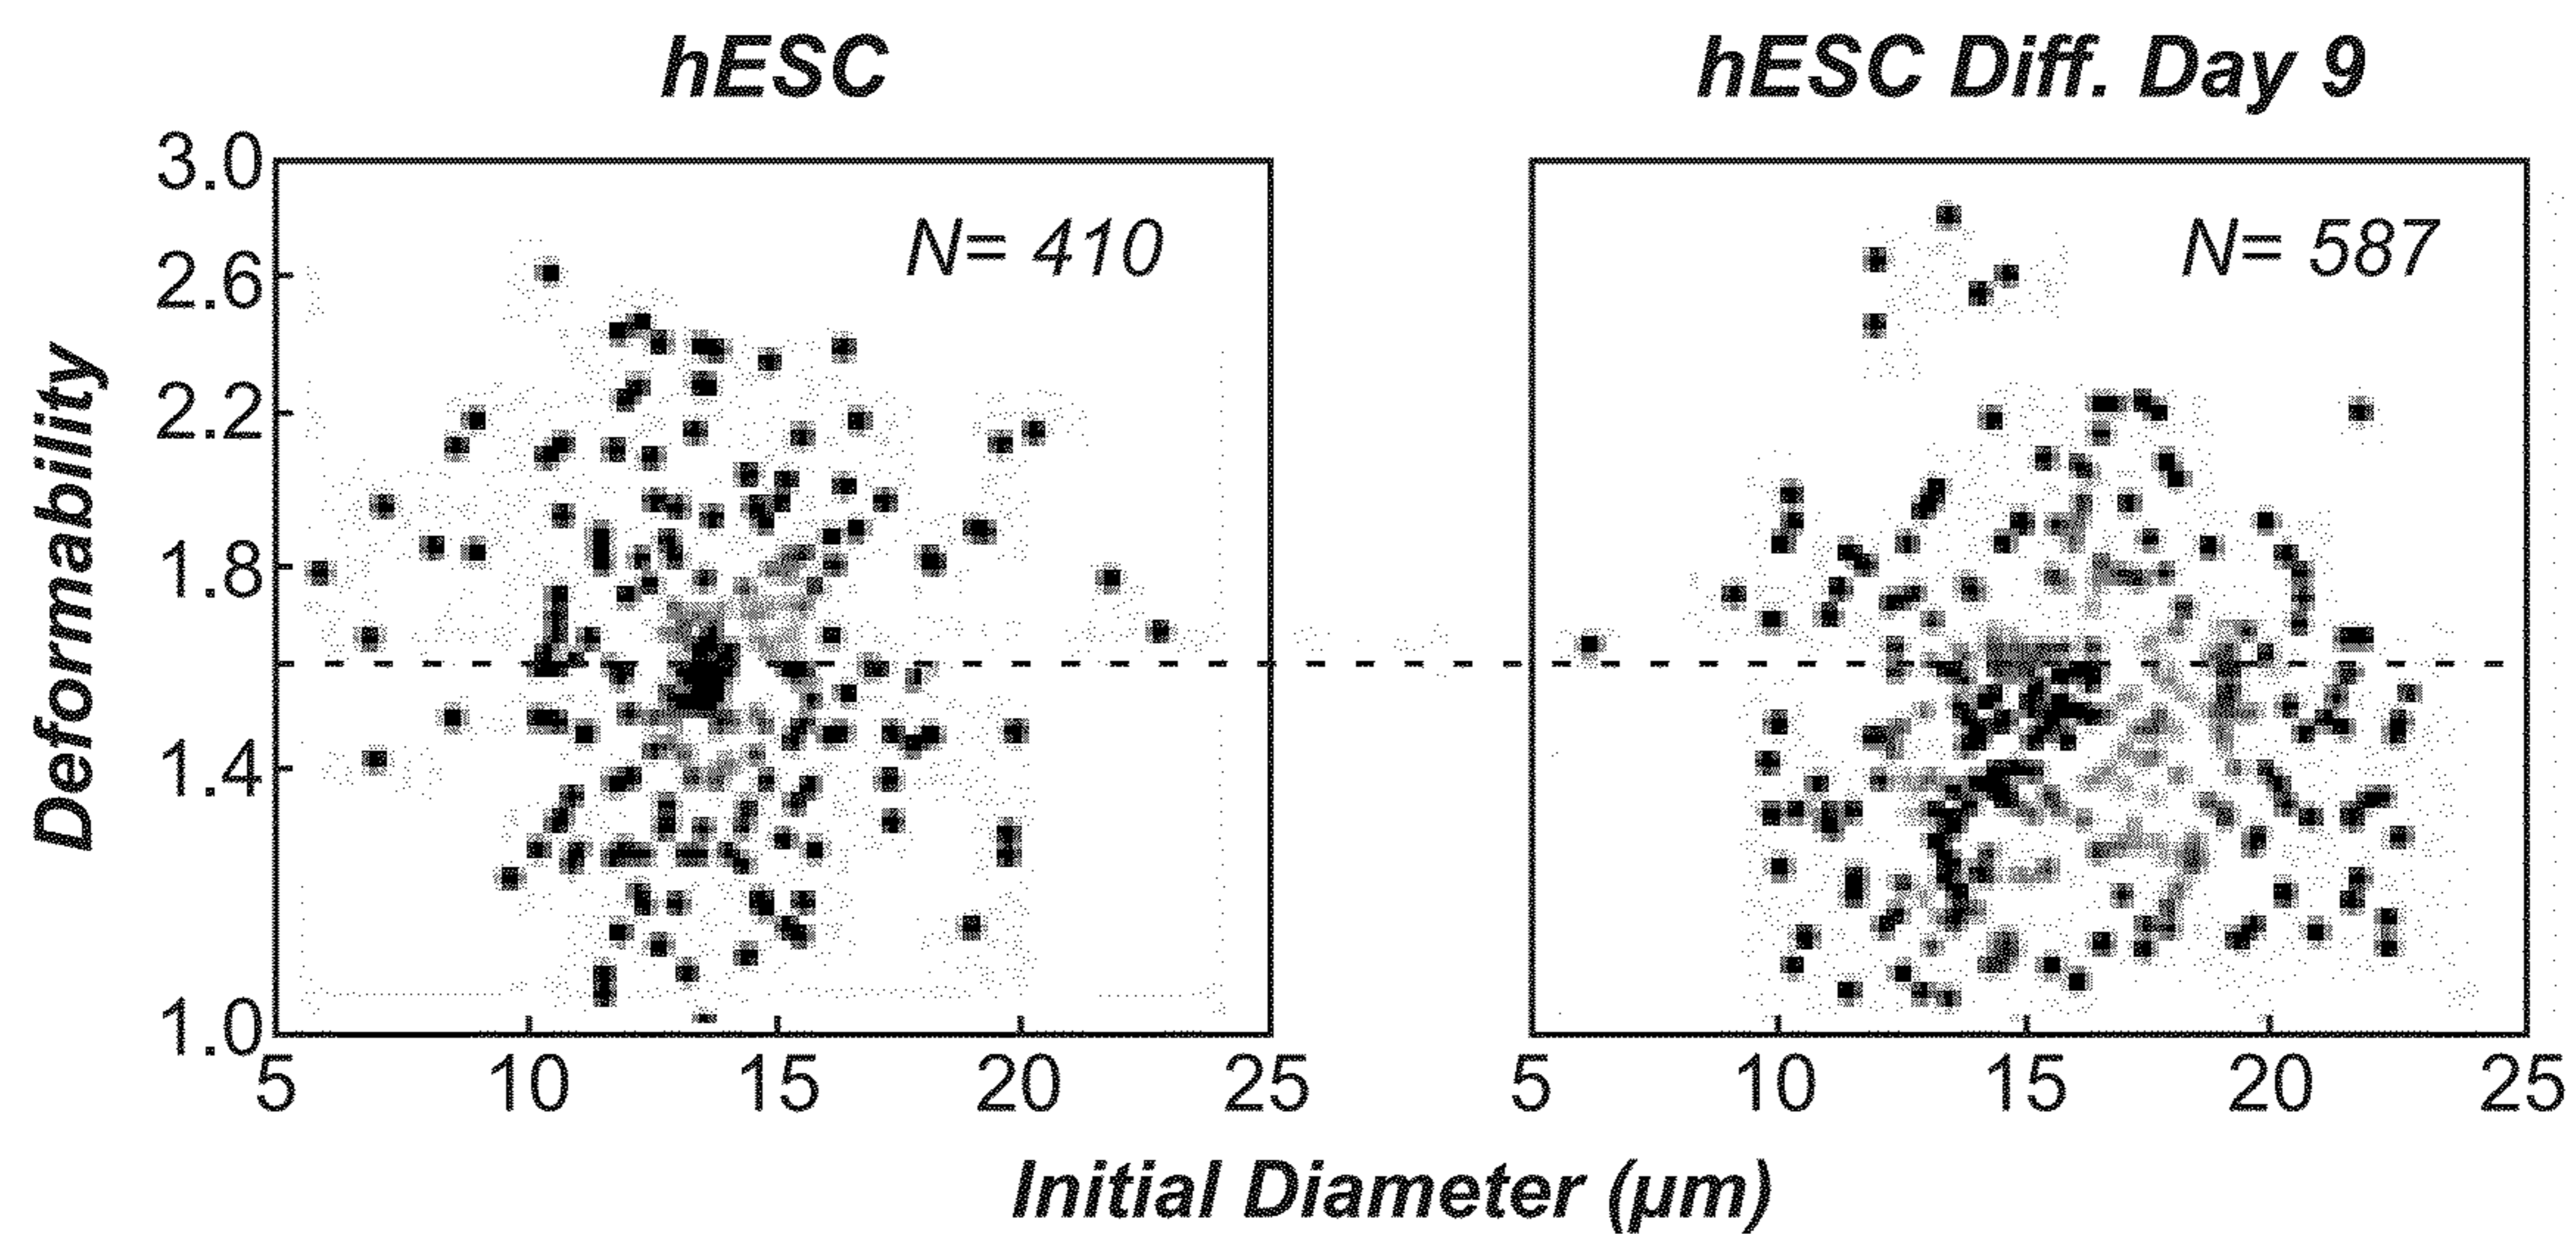 hESC
hESC Diff. Day 9
3.0
2.6
2.2
1.8
1.4
1.0
Deformability
N= 410
N= 587
5 10 15 20 25
5 10 15 20 25
Initial Diameter (µm)